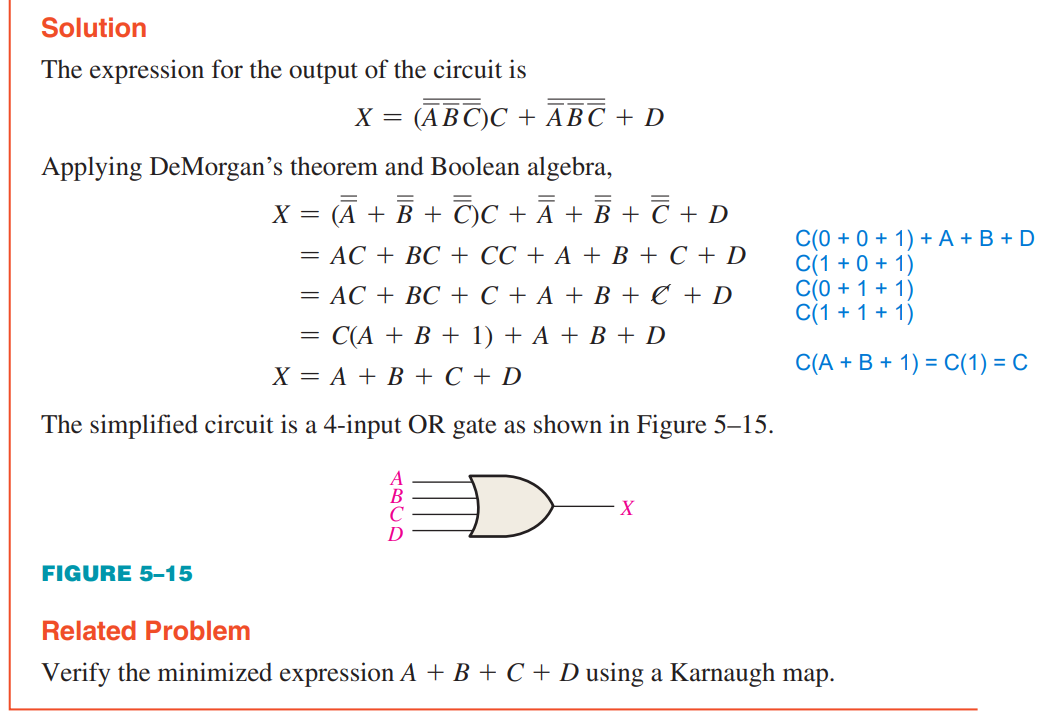 Solution
The expression for the output of the circuit is
X = (A̿ B̿ C̿)C + A̿ B̿ C̿ + D
Applying DeMorgan’s theorem and Boolean algebra,
X = (A̿ + B̿ + C̿)C + A̿ + B̿ + C̿ + D
= AC + BC + CC + A + B + C + D
= AC + BC + C + A + B + C̸ + D
= C(A + B + 1) + A + B + D
X = A + B + C + D
C(0 + 0 + 1) + A + B + D
C(1 + 0 + 1)
C(0 + 1 + 1)
C(1 + 1 + 1)
C(A + B + 1) = C(1) = C
The simplified circuit is a 4-input OR gate as shown in Figure 5–15.
A
B
C
D
X
FIGURE 5–15
Related Problem
Verify the minimized expression A + B + C + D using a Karnaugh map.